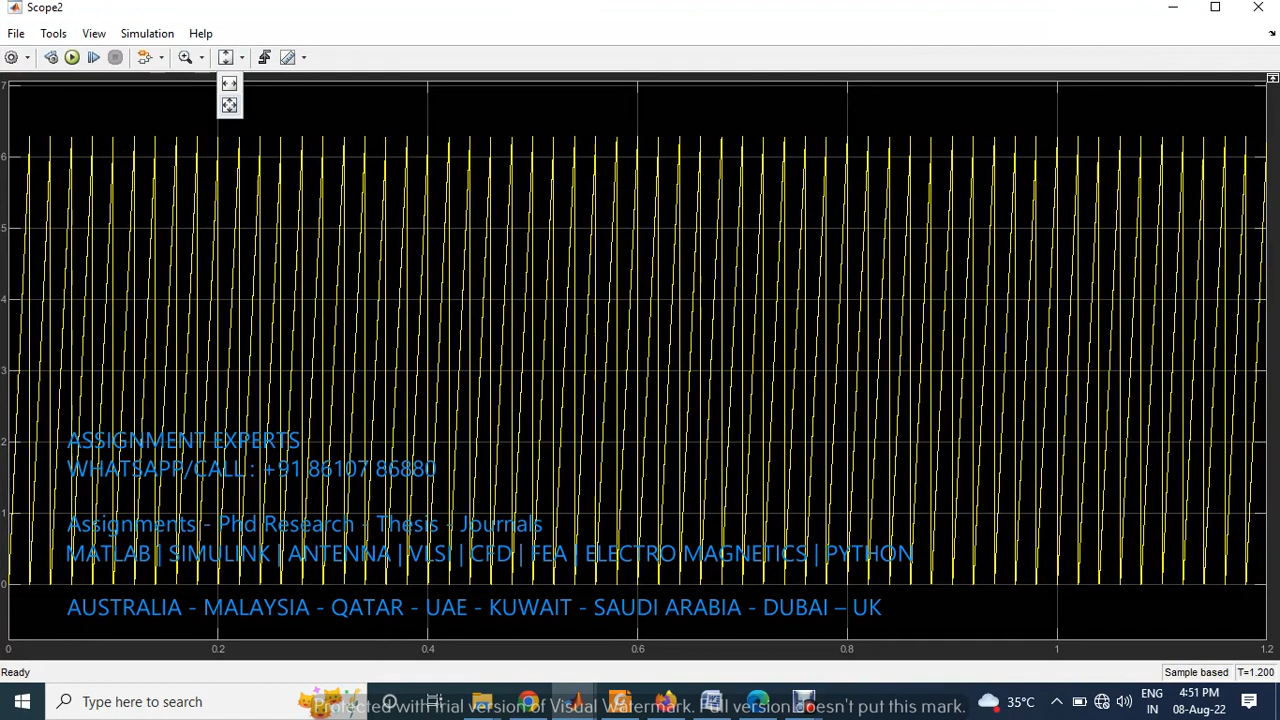 Scope2
File Tools View Simulation Help
7
6
5
4
3
2
1
0
ASSIGNMENT EXPERTS
WHATSAPP/CALL : +91 86107 86880
Assignments - Phd Research - Thesis - Journals
MATLAB | SIMULINK | ANTENNA | VLSI | CFD | FEA | ELECTRO MAGNETICS | PYTHON
AUSTRALIA - MALAYSIA - QATAR - UAE - KUWAIT - SAUDI ARABIA - DUBAI – UK
0 0.2 0.4 0.6 0.8 1 1.2
Ready Sample based T=1.200
Type here to search 35°C ENG IN 4:51 PM 08-Aug-22
Protected with trial version of Visual Watermark. Full version doesn't put this mark.